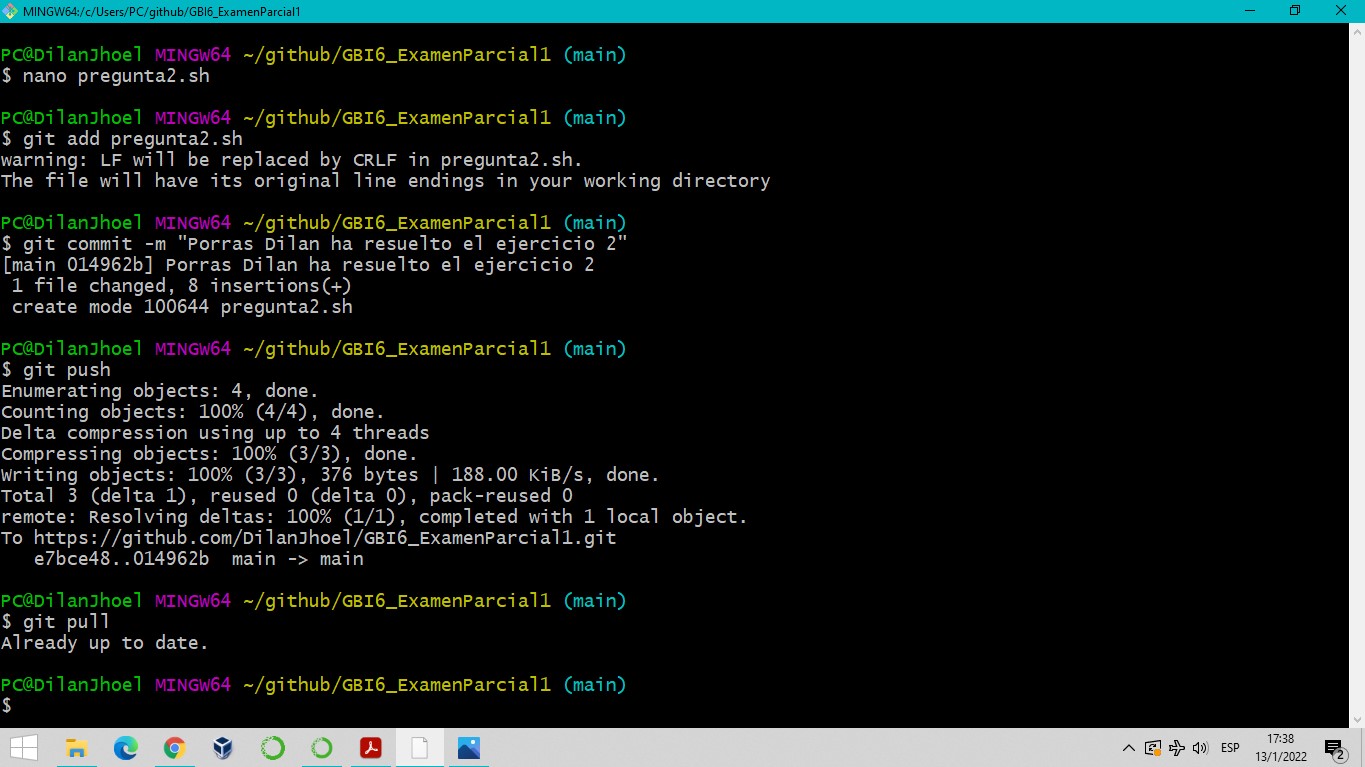 MINGW64:/c/Users/PC/github/GBI6_ExamenParcial1
PC@DilanJhoel MINGW64 ~/github/GBI6_ExamenParcial1 (main)
$ nano pregunta2.sh
PC@DilanJhoel MINGW64 ~/github/GBI6_ExamenParcial1 (main)
$ git add pregunta2.sh
warning: LF will be replaced by CRLF in pregunta2.sh.
The file will have its original line endings in your working directory
PC@DilanJhoel MINGW64 ~/github/GBI6_ExamenParcial1 (main)
$ git commit -m "Porras Dilan ha resuelto el ejercicio 2"
[main 014962b] Porras Dilan ha resuelto el ejercicio 2
 1 file changed, 8 insertions(+)
 create mode 100644 pregunta2.sh
PC@DilanJhoel MINGW64 ~/github/GBI6_ExamenParcial1 (main)
$ git push
Enumerating objects: 4, done.
Counting objects: 100% (4/4), done.
Delta compression using up to 4 threads
Compressing objects: 100% (3/3), done.
Writing objects: 100% (3/3), 376 bytes | 188.00 KiB/s, done.
Total 3 (delta 1), reused 0 (delta 0), pack-reused 0
remote: Resolving deltas: 100% (1/1), completed with 1 local object.
To https://github.com/DilanJhoel/GBI6_ExamenParcial1.git
   e7bce48..014962b  main -> main
PC@DilanJhoel MINGW64 ~/github/GBI6_ExamenParcial1 (main)
$ git pull
Already up to date.
PC@DilanJhoel MINGW64 ~/github/GBI6_ExamenParcial1 (main)
$
ESP
17:38
13/1/2022
2